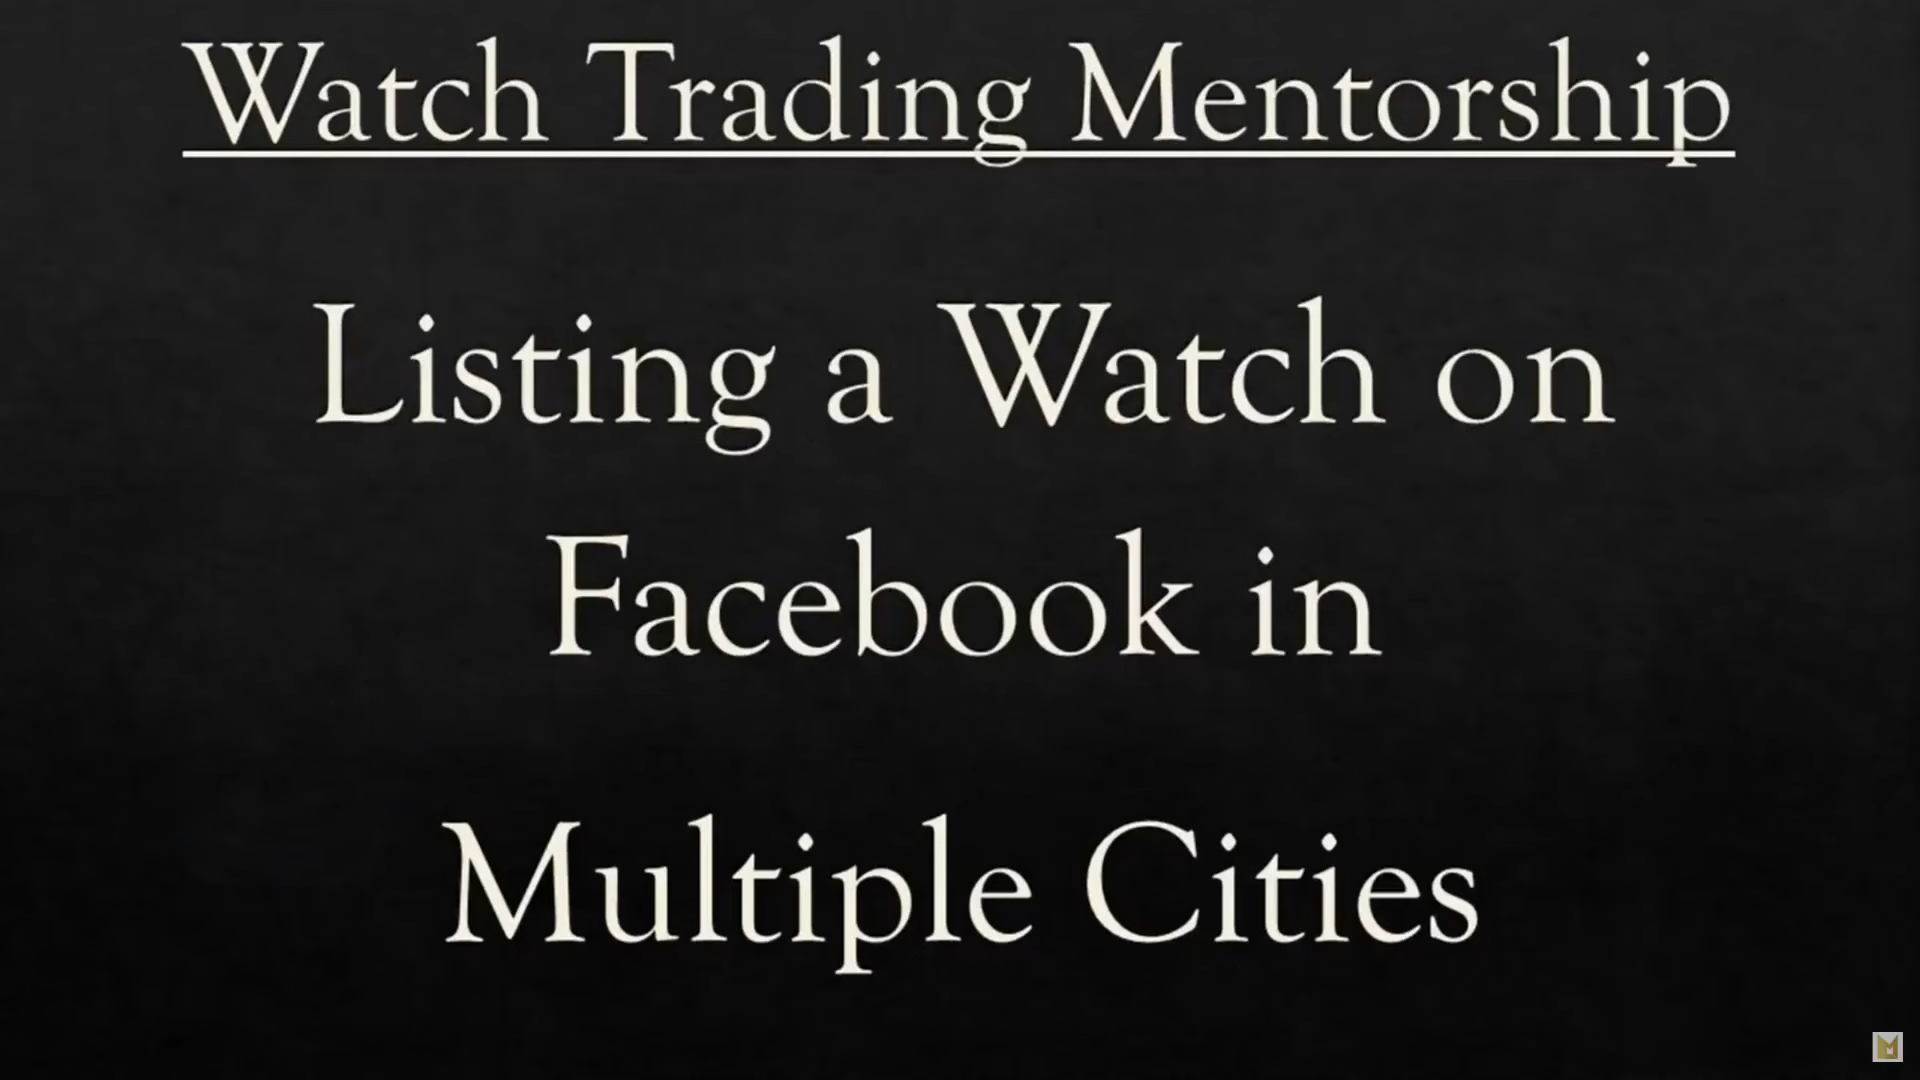 Watch Trading Mentorship
Listing a Watch on
Facebook in
Multiple Cities